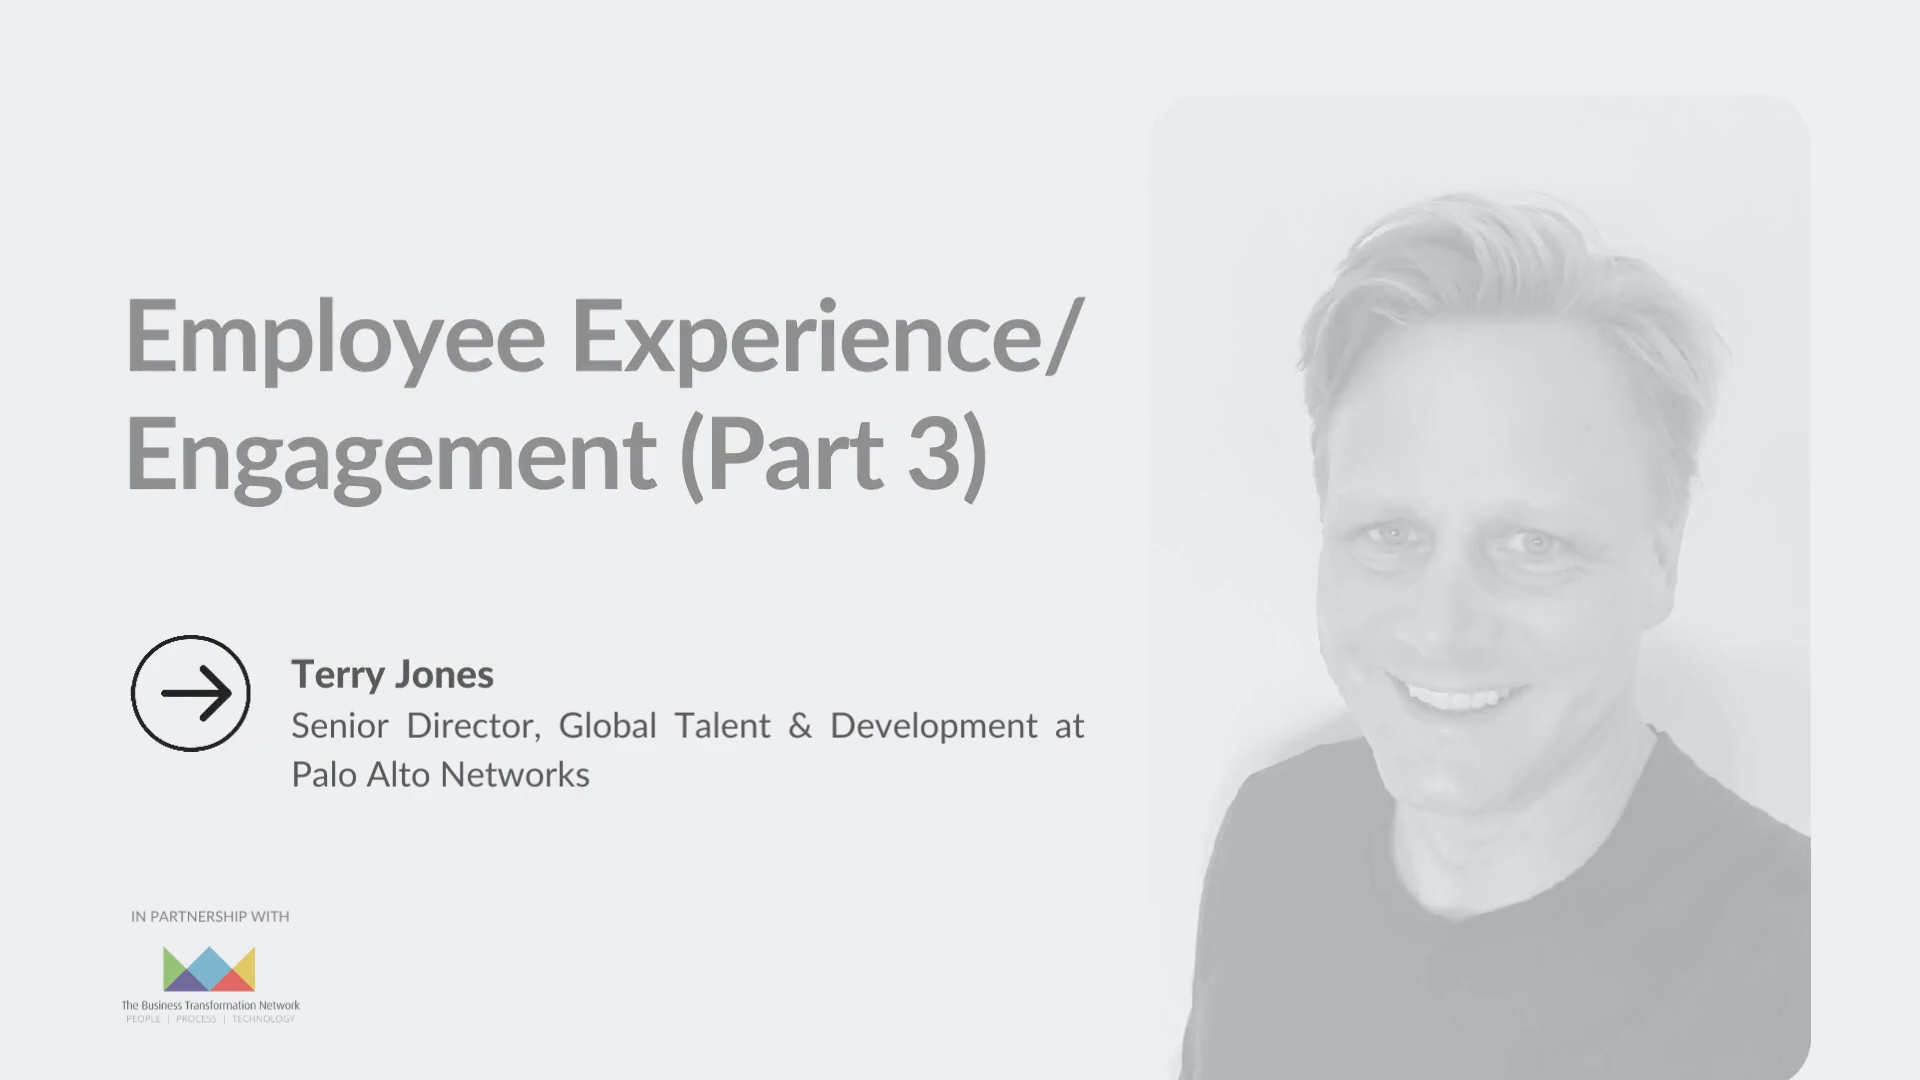 Employee Experience/
Engagement (Part 3)
Terry Jones
Senior Director, Global Talent & Development at
Palo Alto Networks
IN PARTNERSHIP WITH
The Business Transformation Network
PEOPLE | PROCESS | TECHNOLOGY